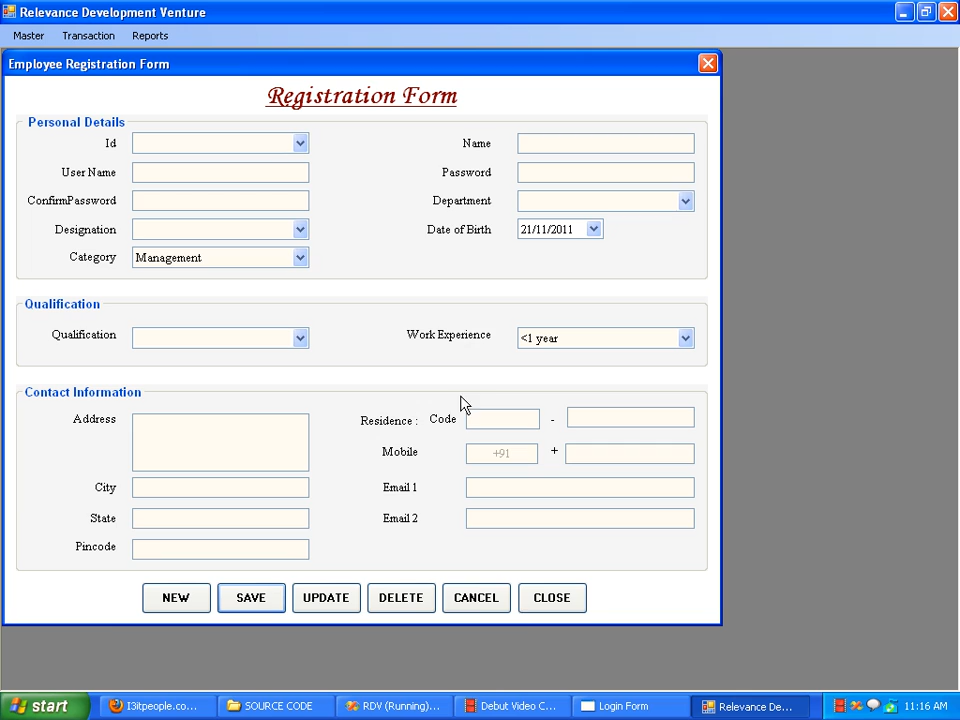 Relevance Development Venture
Master Transaction Reports
Employee Registration Form
Registration Form
Personal Details
Id Name
User Name Password
ConfirmPassword Department
Designation Date of Birth 21/11/2011
Category Management
Qualification
Qualification Work Experience <1 year
Contact Information
Address Residence : Code -
Mobile +91 +
City Email 1
State Email 2
Pincode
NEW SAVE UPDATE DELETE CANCEL CLOSE
start I3itpeople.co... SOURCE CODE RDV (Running)... Debut Video C... Login Form Relevance De... 11:16 AM